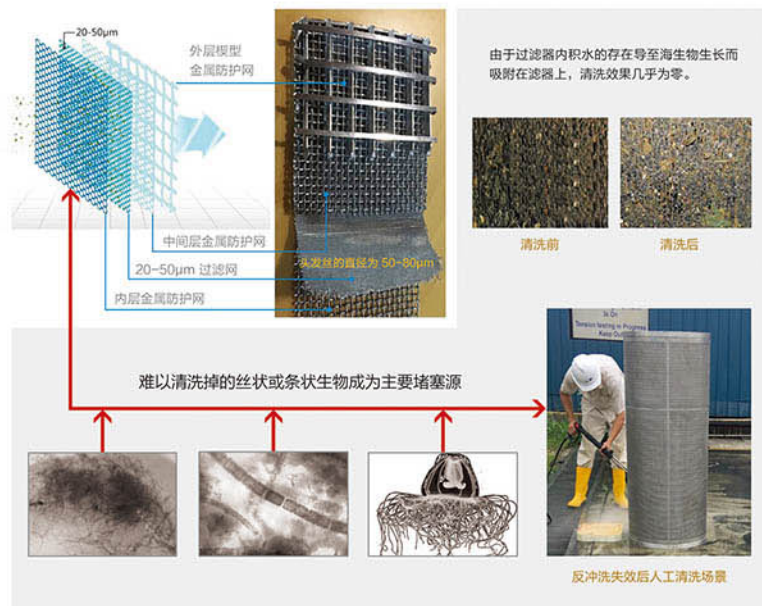 20-50μm
外层楔型
金属防护网
中间层金属防护网
20-50μm 过滤网
内层金属防护网
头发丝的直径为 50-80μm
由于过滤器内积水的存在导至海生物生长而
吸附在滤器上，清洗效果几乎为零。
清洗前
清洗后
难以清洗掉的丝状或条状生物成为主要堵塞源
3s On
Tension testing in Progress
Keep Out
反冲洗失效后人工清洗场景